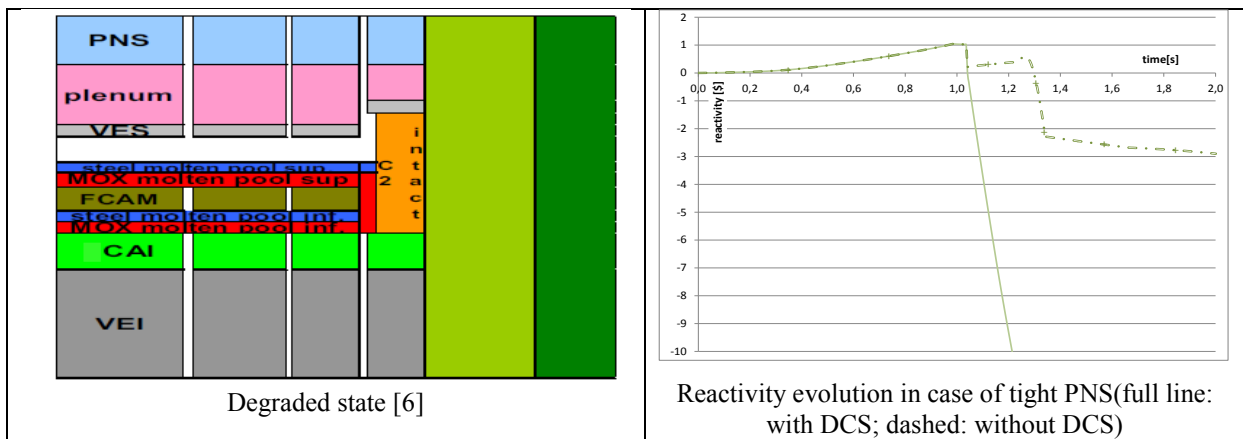 PNS
plenum
VES
steel molten pool sup
MOX molten pool sup
C2
intact
FCAM
steel molten pool inf.
MOX molten pool inf.
CAI
VEI
Degraded state [6]
2
1
0
-1
-2
-3
-4
-5
-6
-7
-8
-9
-10
0,0
0,2
0,4
0,6
0,8
1,0
1,2
1,4
1,6
1,8
2,0
time[s]
reactivity [$]
Reactivity evolution in case of tight PNS(full line:
with DCS; dashed: without DCS)